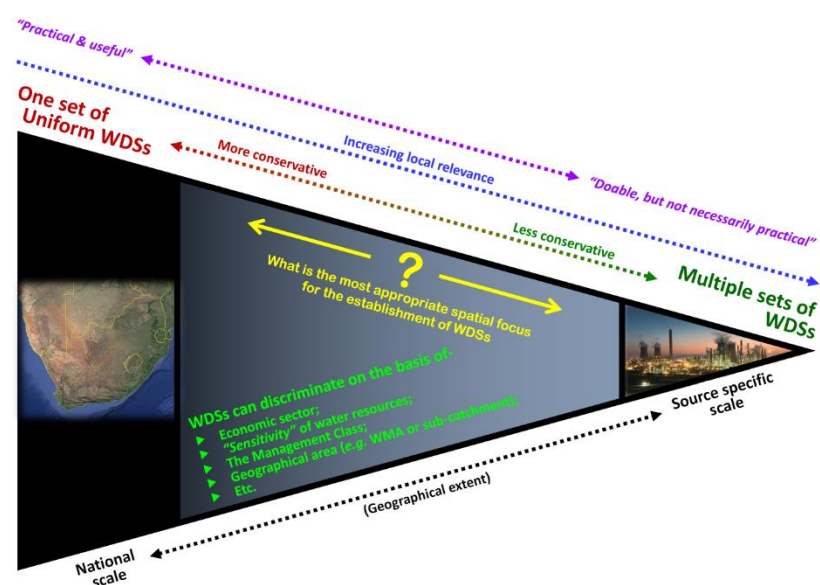 “Practical & useful”
One set of
Uniform WDSs
More conservative
Increasing local relevance
“Doable, but not necessarily practical”
Less conservative
Multiple sets of
WDSs
?
What is the most appropriate spatial focus
for the establishment of WDSs
WDSs can discriminate on the basis of-
➤ Economic sector;
➤ “Sensitivity” of water resources;
➤ The Management Class;
➤ Geographical area (e.g. WMA or sub-catchment);
➤ Etc.
Source specific
scale
(Geographical extent)
National
scale